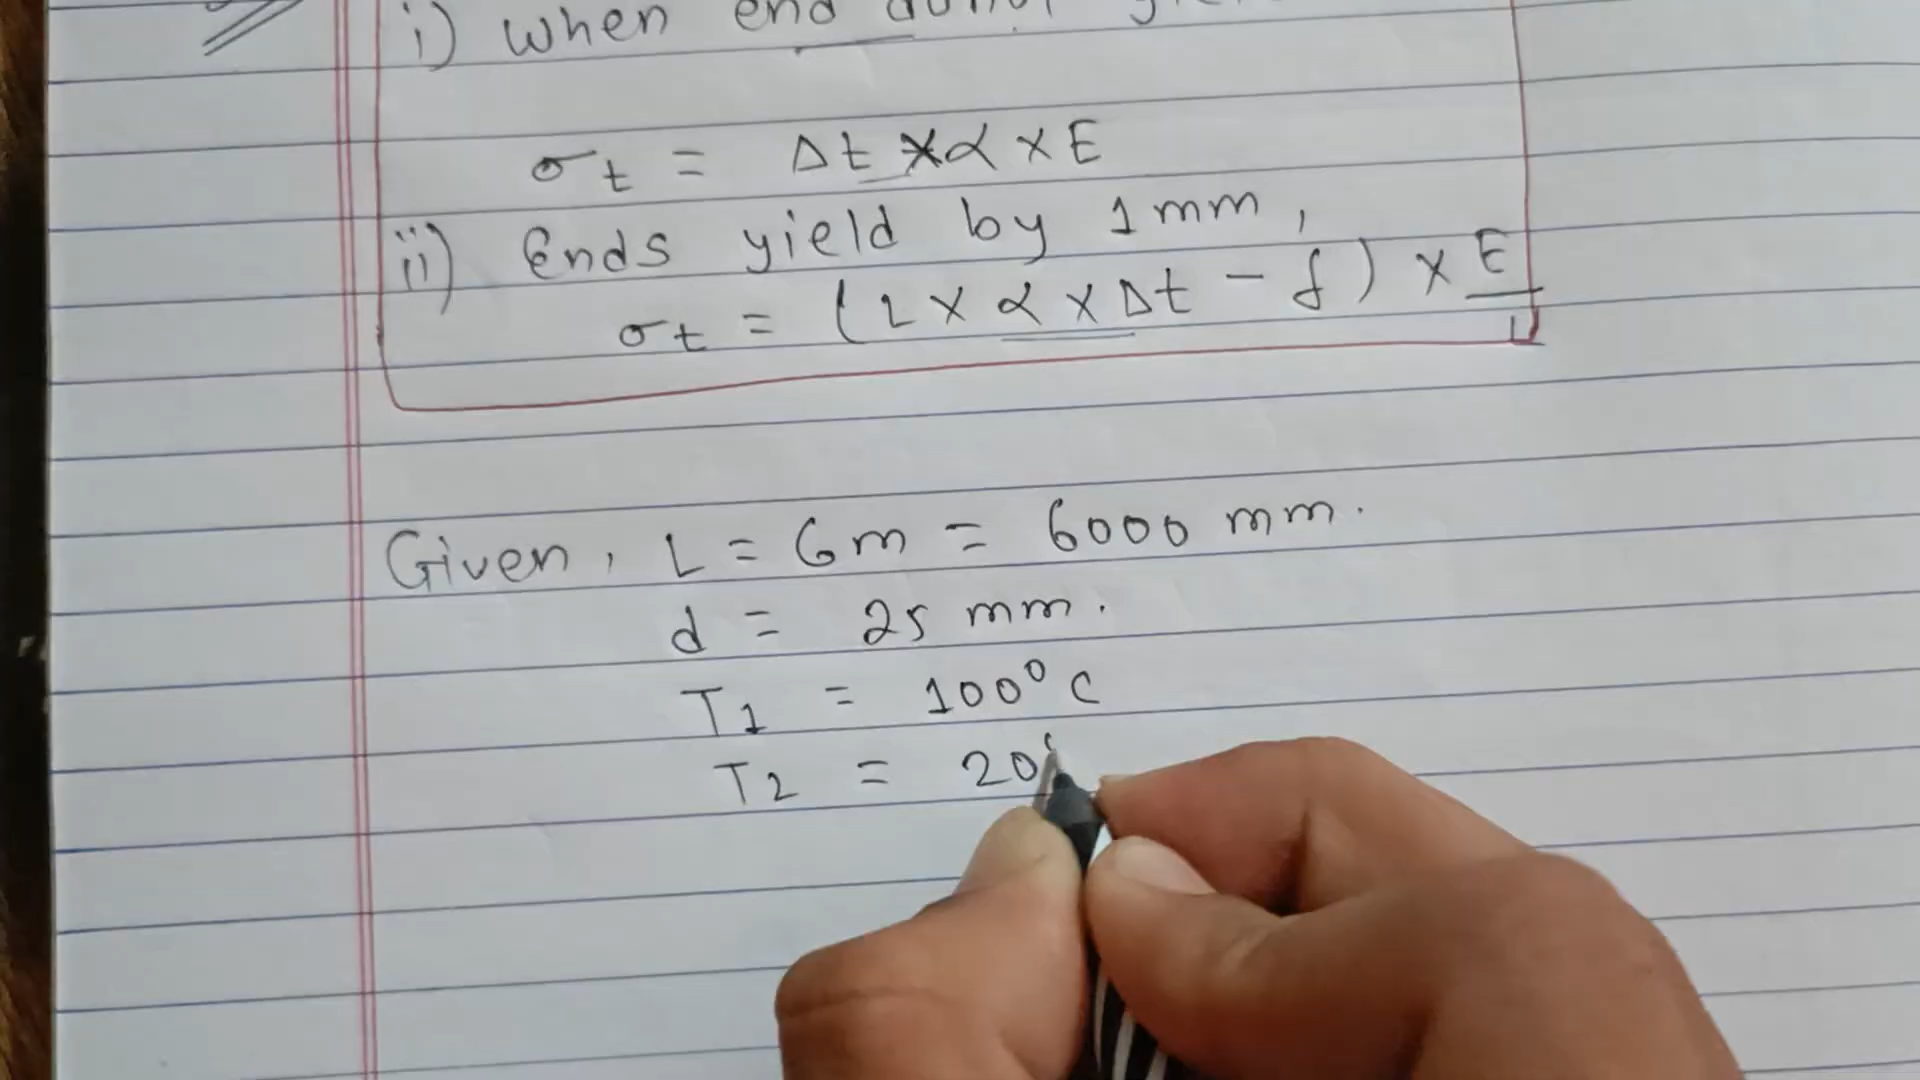 i) when end donot
σt = Δt × α × E
ii) Ends yield by 1 mm,
σt = (L × α × Δt - δ) × E
L
Given, L = 6m = 6000 mm.
d = 25 mm.
T1 = 100°C
T2 = 20